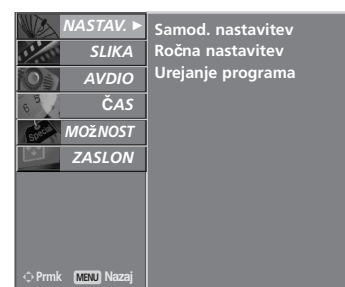 NASTAV. ►
SLIKA
AVDIO
ČAS
MOŽNOST
ZASLON
Samod. nastavitev
Ročna nastavitev
Urejanje programa
Prmk MENU Nazaj